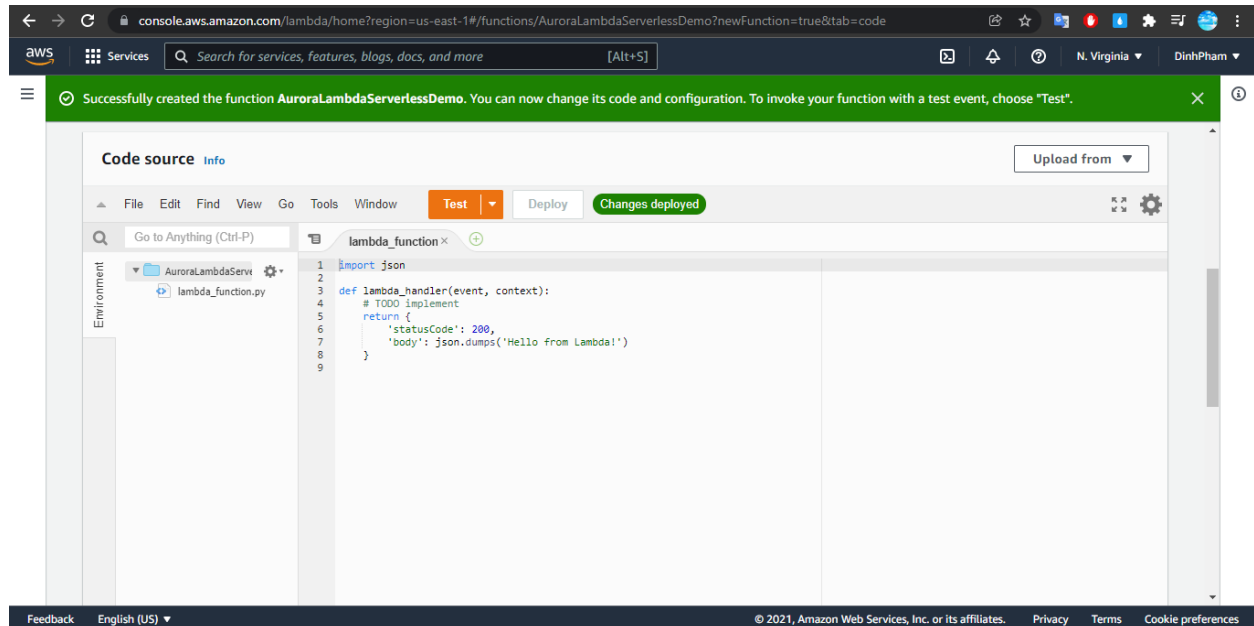 console.aws.amazon.com/lambda/home?region=us-east-1#/functions/AuroraLambdaServerlessDemo?newFunction=true&tab=code
aws Services Search for services, features, blogs, docs, and more [Alt+S] N. Virginia ▼ DinhPham ▼
Successfully created the function AuroraLambdaServerlessDemo. You can now change its code and configuration. To invoke your function with a test event, choose "Test".
Code source Info Upload from ▼
File Edit Find View Go Tools Window Test Deploy Changes deployed
Go to Anything (Ctrl-P) lambda_function
Environment
AuroraLambdaServe
lambda_function.py
1 import json
2
3 def lambda_handler(event, context):
4 # TODO implement
5 return {
6 'statusCode': 200,
7 'body': json.dumps('Hello from Lambda!')
8 }
9
Feedback English (US) ▼ © 2021, Amazon Web Services, Inc. or its affiliates. Privacy Terms Cookie preferences